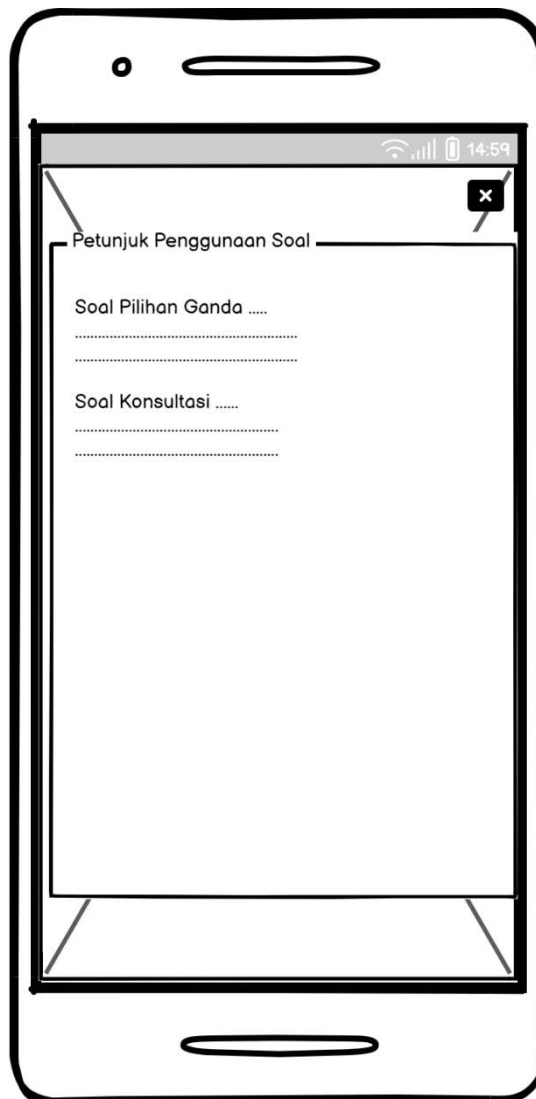 14:59
Petunjuk Penggunaan Soal
Soal Pilihan Ganda .....
................................................................
................................................................
Soal Konsultasi ......
..........................................................
..........................................................